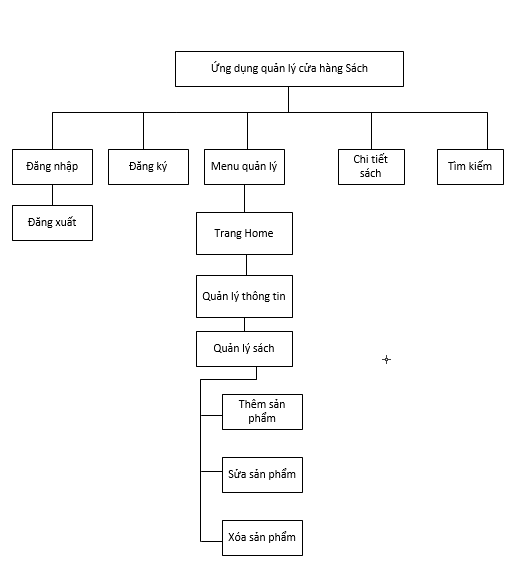 Ứng dụng quản lý cửa hàng Sách
Đăng nhập
Đăng ký
Menu quản lý
Chi tiết
sách
Tìm kiếm
Đăng xuất
Trang Home
Quản lý thông tin
Quản lý sách
Thêm sản
phẩm
Sửa sản phẩm
Xóa sản phẩm